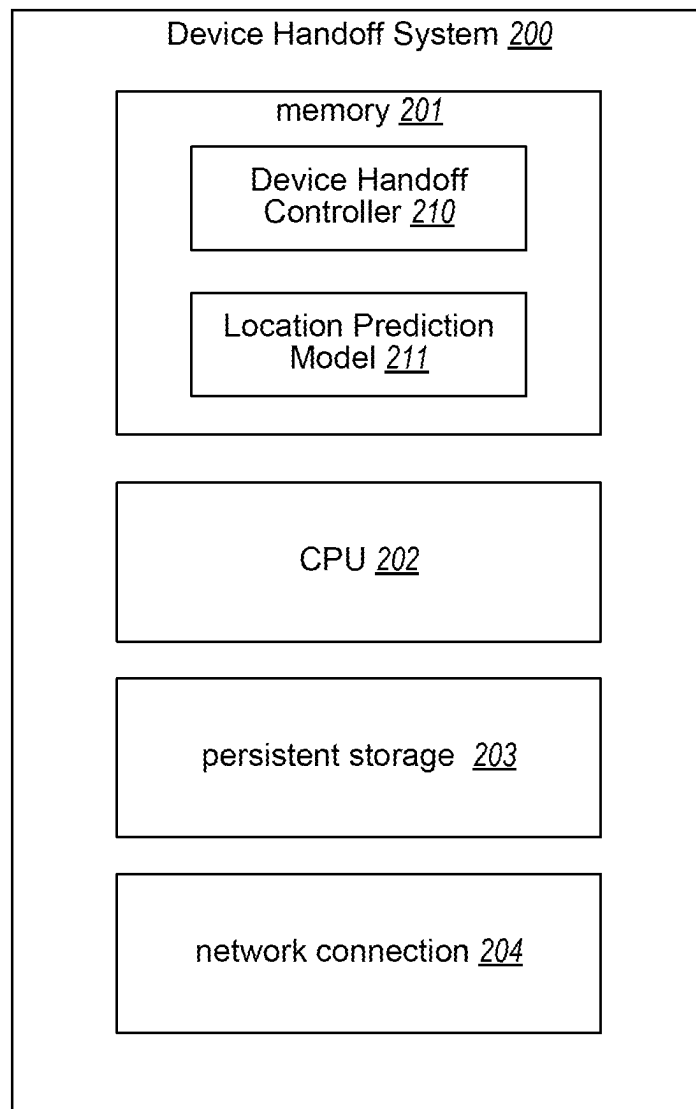 Device Handoff System 200
memory 201
Device Handoff
Controller 210
Location Prediction
Model 211
CPU 202
persistent storage 203
network connection 204